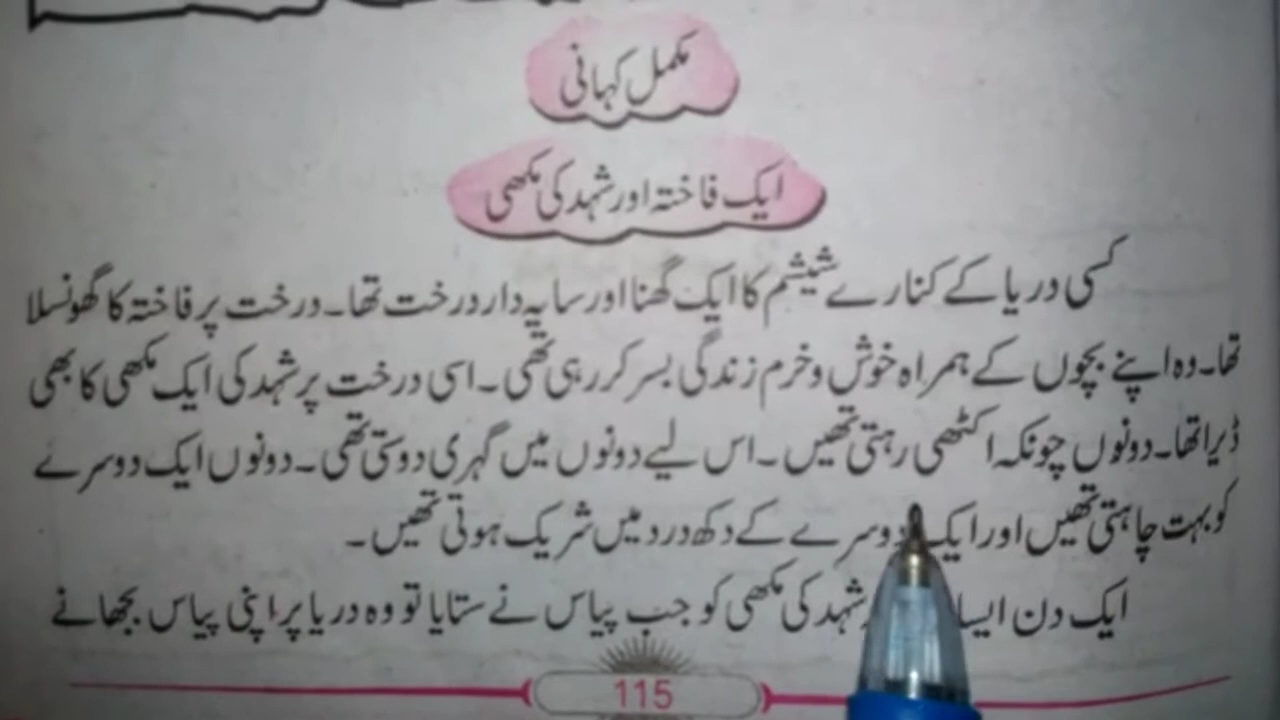 مکمل کہانی
ایک فاختہ اور شہد کی مکھی
کسی دریا کے کنارے شیشم کا ایک گھنا اور سایہ دار درخت تھا۔ درخت پر فاختہ کا گھونسلا
تھا۔ وہ اپنے بچوں کے ہمراہ خوش و خرم زندگی بسر کر رہی تھی۔ اسی درخت پر شہد کی ایک مکھی کا بھی
ڈیرا تھا۔ دونوں چونکہ اکٹھی رہتی تھیں۔ اس لیے دونوں میں گہری دوستی تھی۔ دونوں ایک دوسرے
کو بہت چاہتی تھیں اور ایک دوسرے کے دکھ درد میں شریک ہوتی تھیں۔
ایک دن ایسا شہد کی مکھی کو جب پیاس نے ستایا تو وہ دریا پر اپنی پیاس بجھانے
115